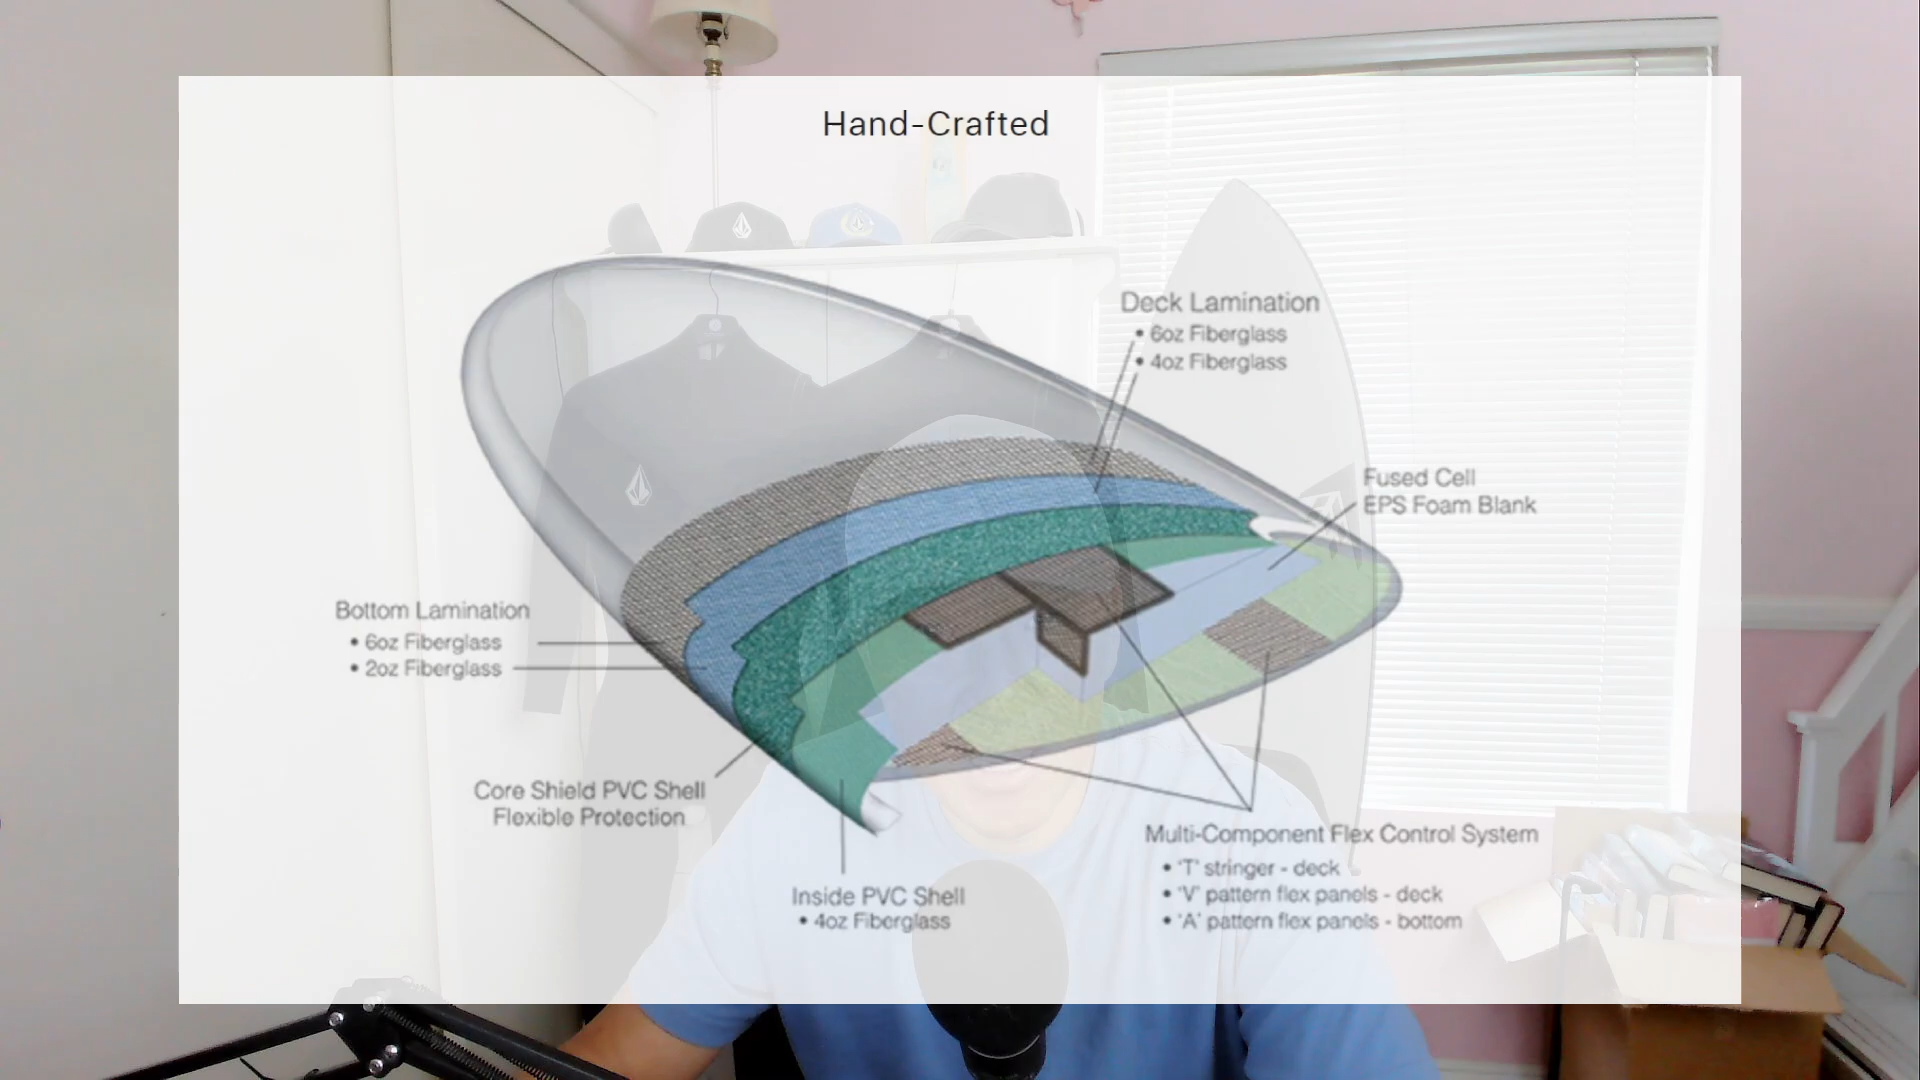 Hand-Crafted
Deck Lamination
• 6oz Fiberglass
• 4oz Fiberglass
Fused Cell
EPS Foam Blank
Bottom Lamination
• 6oz Fiberglass
• 2oz Fiberglass
Core Shield PVC Shell
Flexible Protection
Inside PVC Shell
• 4oz Fiberglass
Multi-Component Flex Control System
• 'T' stringer - deck
• 'V' pattern flex panels - deck
• 'A' pattern flex panels - bottom